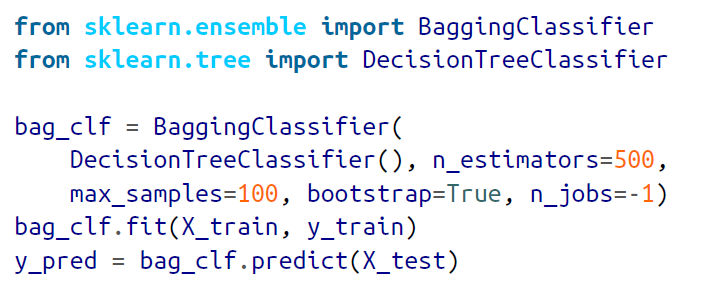 from sklearn.ensemble import BaggingClassifier
from sklearn.tree import DecisionTreeClassifier

bag_clf = BaggingClassifier(
    DecisionTreeClassifier(), n_estimators=500,
    max_samples=100, bootstrap=True, n_jobs=-1)
bag_clf.fit(X_train, y_train)
y_pred = bag_clf.predict(X_test)